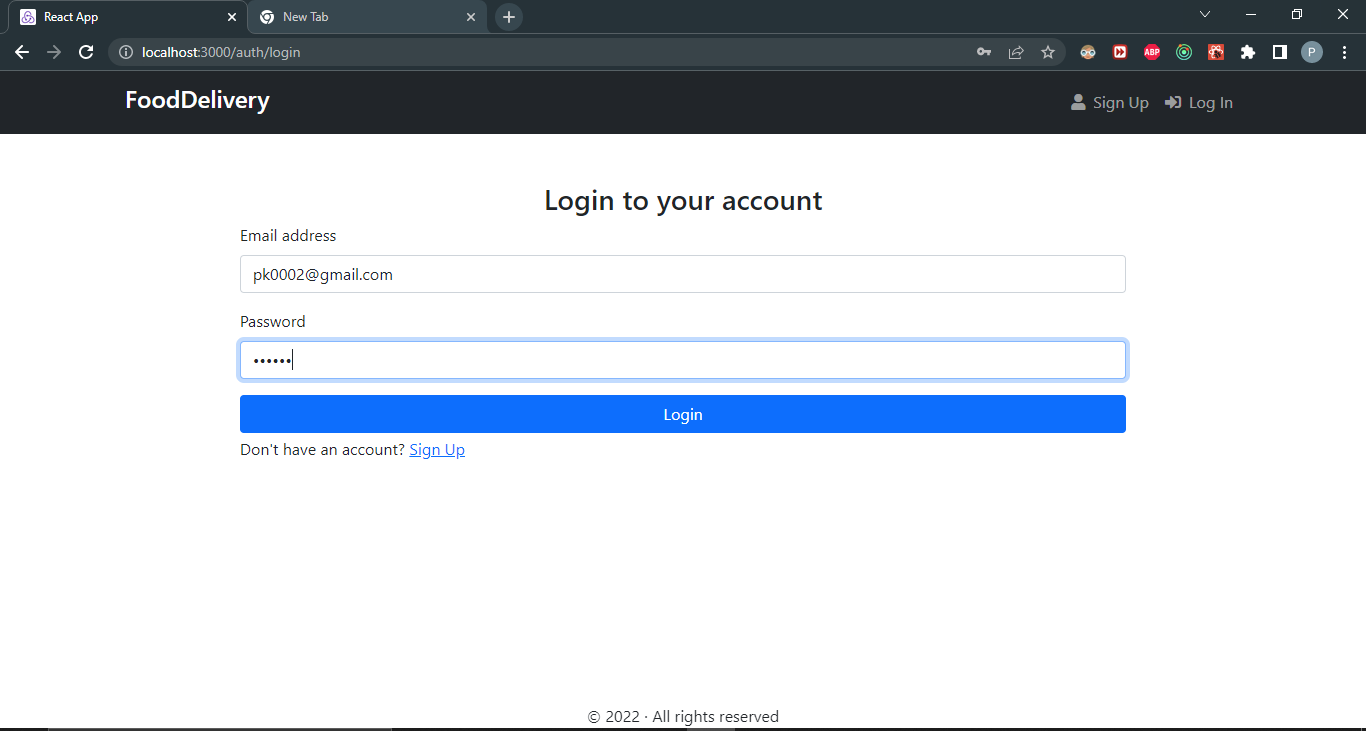 React App
New Tab
localhost:3000/auth/login
ABP
P
FoodDelivery
Sign Up
Log In
Login to your account
Email address
pk0002@gmail.com
Password
••••••
Login
Don't have an account? Sign Up
© 2022 · All rights reserved